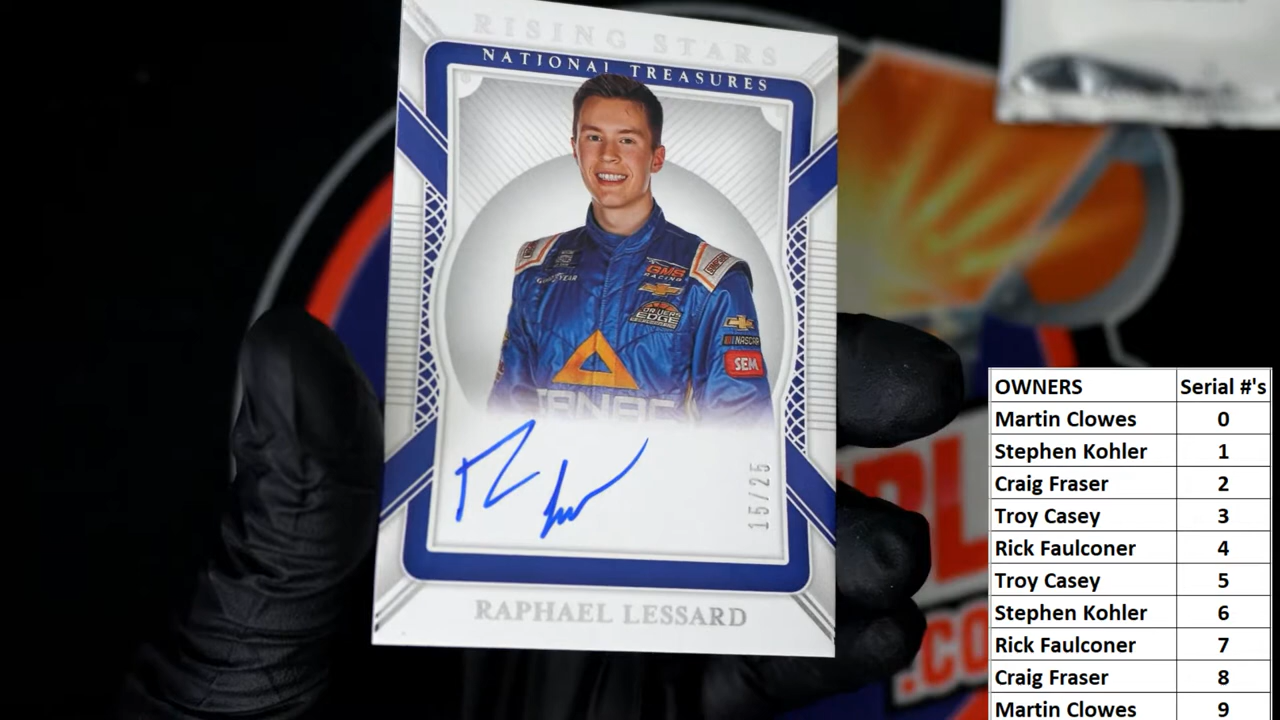 RISING STARS
NATIONAL TREASURES
GMS
RACING
DRIVERS
EDGE
NASCAR
SEM
15/25
RAPHAEL LESSARD
.CO
OWNERS Serial #'s
Martin Clowes 0
Stephen Kohler 1
Craig Fraser 2
Troy Casey 3
Rick Faulconer 4
Troy Casey 5
Stephen Kohler 6
Rick Faulconer 7
Craig Fraser 8
Martin Clowes 9